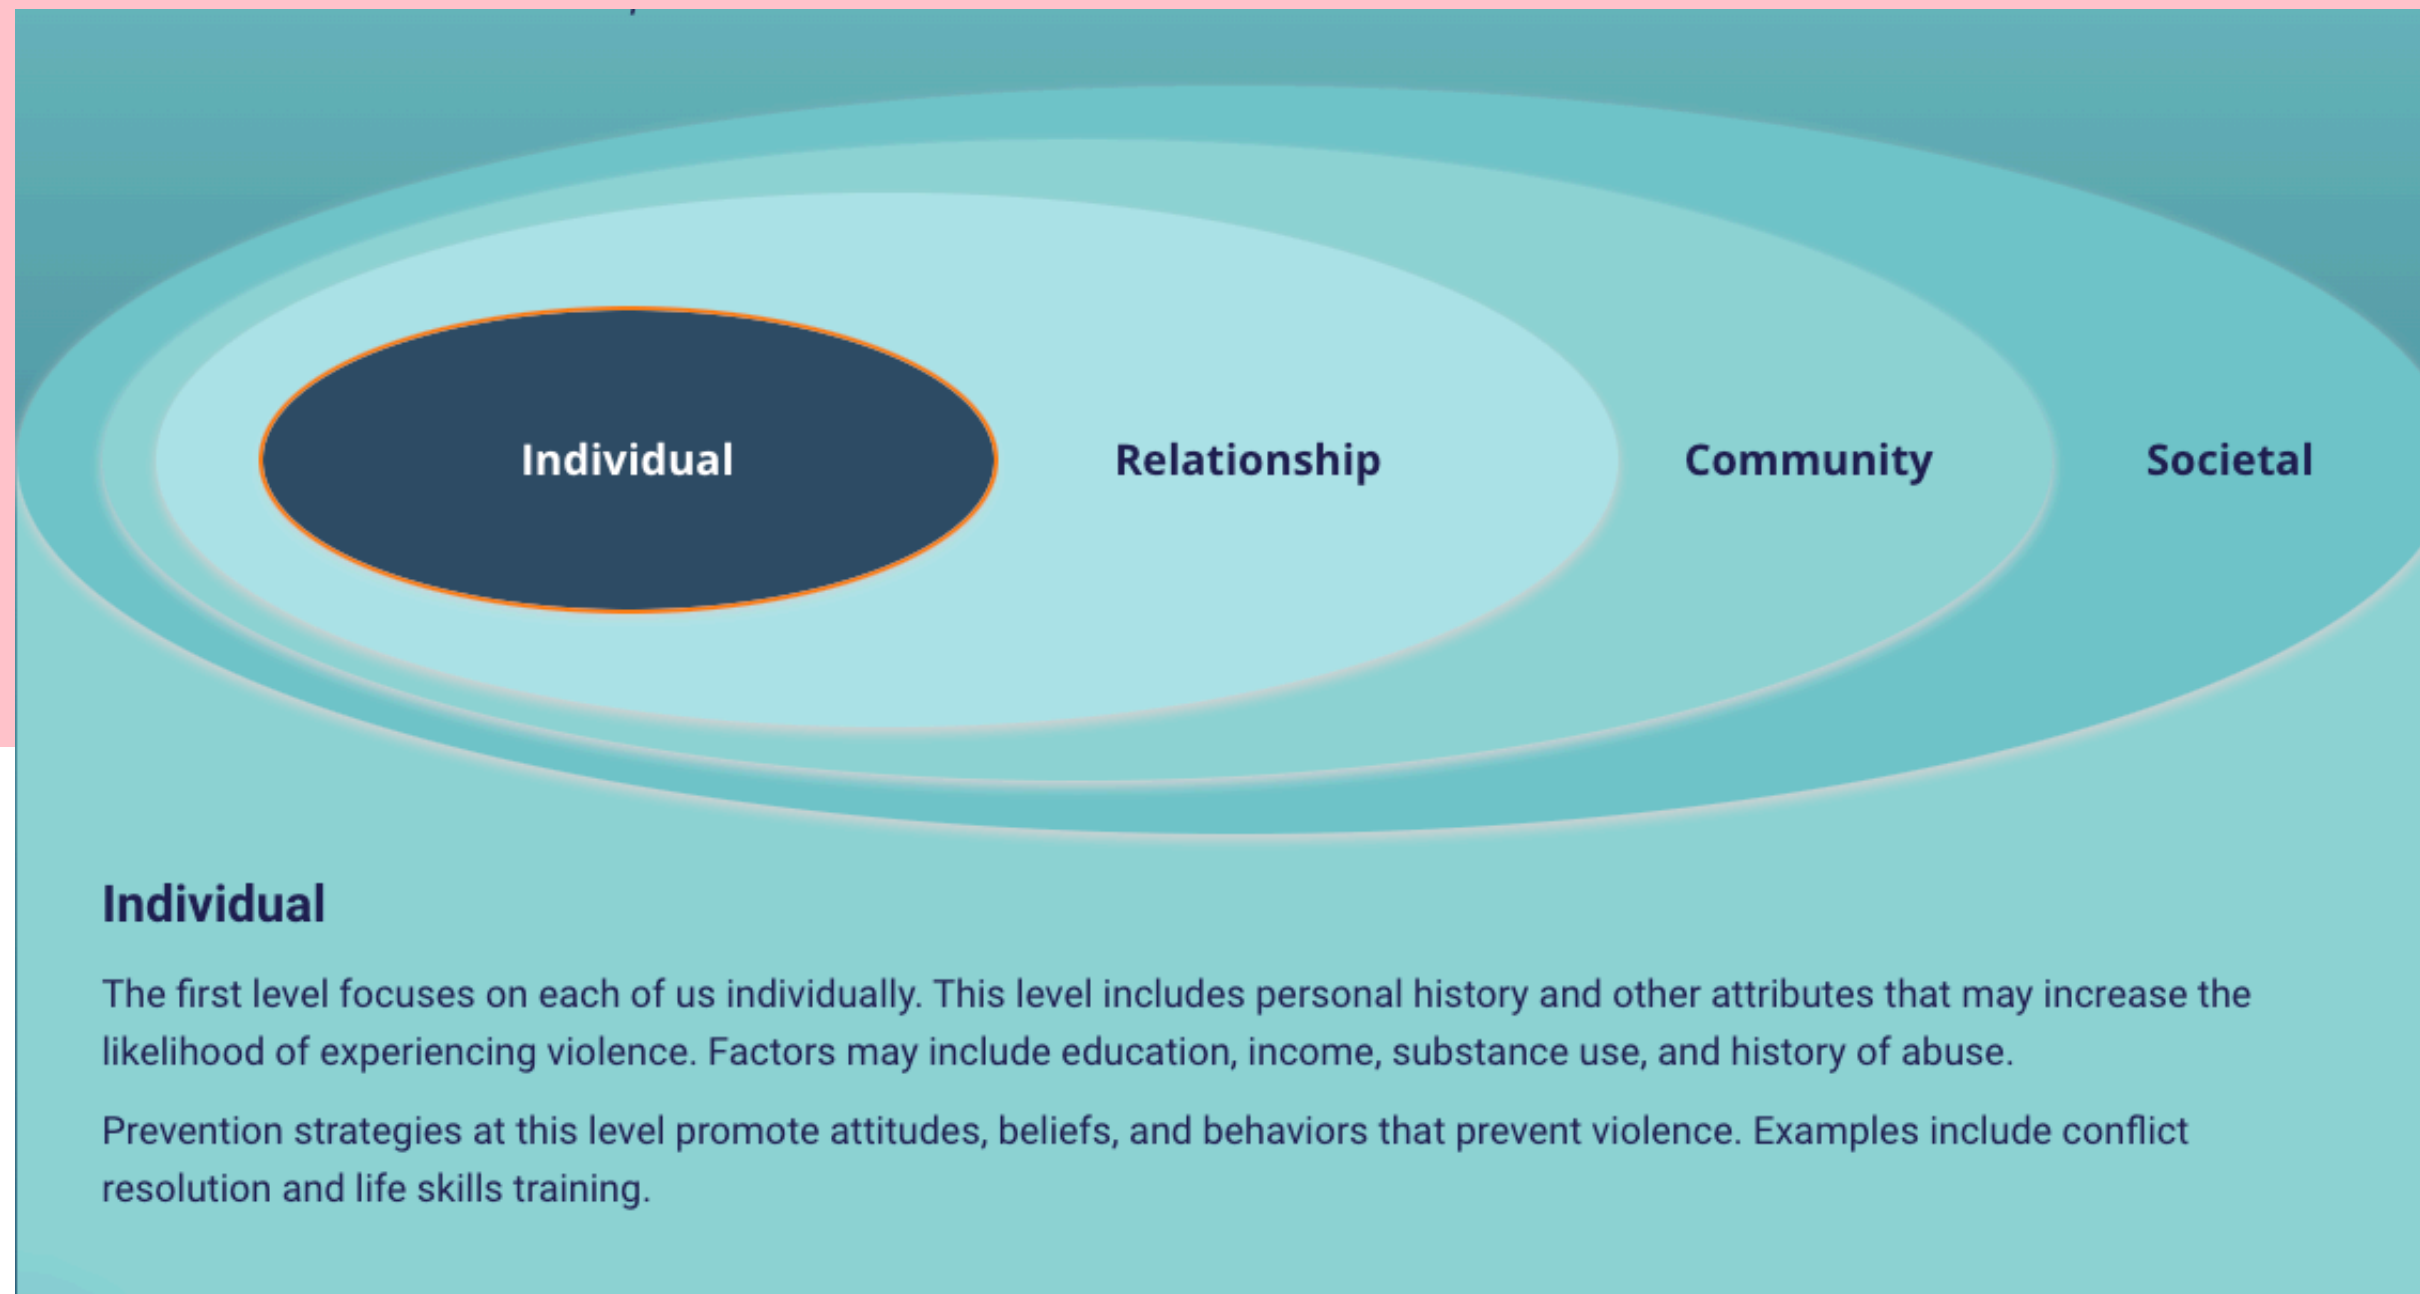 Individual
Relationship
Community
Societal
Individual
The first level focuses on each of us individually. This level includes personal history and other attributes that may increase the
likelihood of experiencing violence. Factors may include education, income, substance use, and history of abuse.
Prevention strategies at this level promote attitudes, beliefs, and behaviors that prevent violence. Examples include conflict
resolution and life skills training.